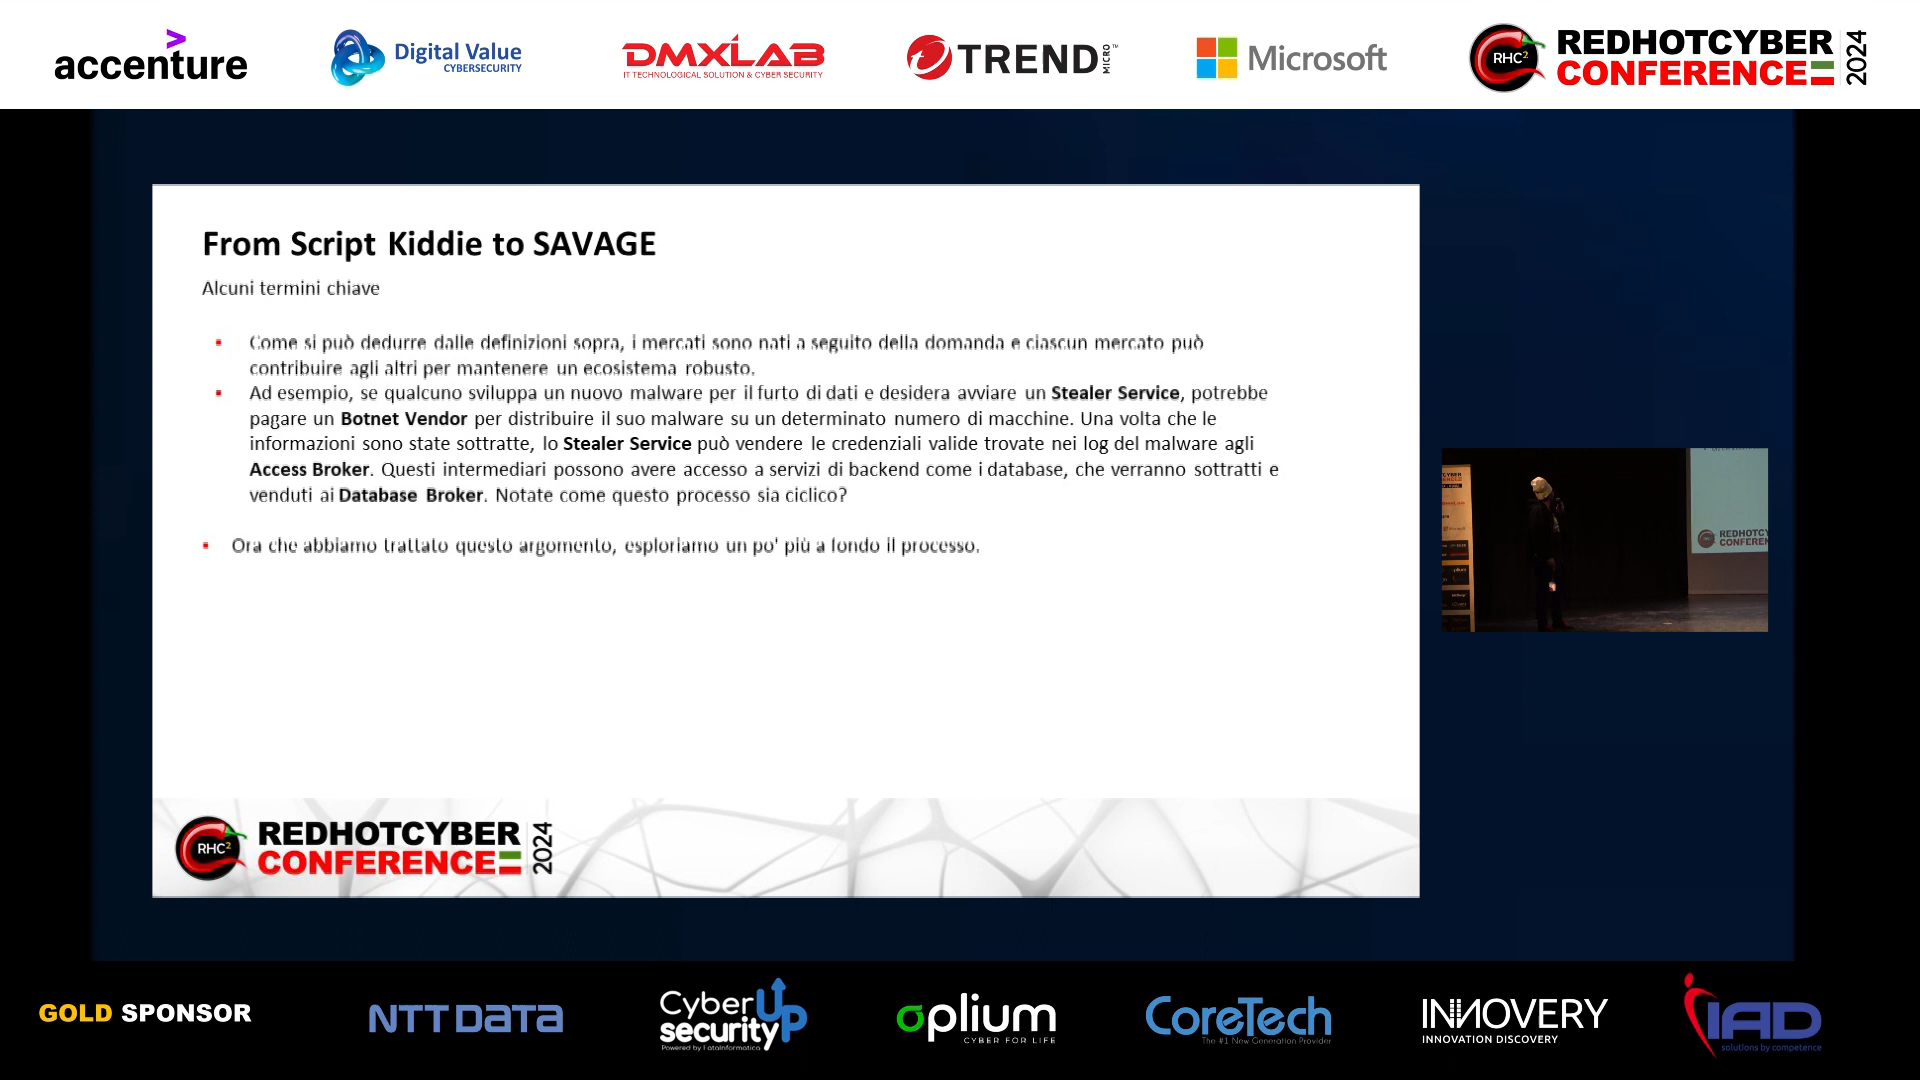 accenture
Digital Value
CYBERSECURITY
DMXLAB
IT TECHNOLOGICAL SOLUTION & CYBER SECURITY
TREND MICRO™
Microsoft
RHC²
REDHOTCYBER
CONFERENCE
2024
From Script Kiddie to SAVAGE
Alcuni termini chiave
Come si può dedurre dalle definizioni sopra, i mercati sono nati a seguito della domanda e ciascun mercato può
contribuire agli altri per mantenere un ecosistema robusto.
Ad esempio, se qualcuno sviluppa un nuovo malware per il furto di dati e desidera avviare un Stealer Service, potrebbe
pagare un Botnet Vendor per distribuire il suo malware su un determinato numero di macchine. Una volta che le
informazioni sono state sottratte, lo Stealer Service può vendere le credenziali valide trovate nei log del malware agli
Access Broker. Questi intermediari possono avere accesso a servizi di backend come i database, che verranno sottratti e
venduti ai Database Broker. Notate come questo processo sia ciclico?
Ora che abbiamo trattato questo argomento, esploriamo un po' più a fondo il processo.
REDHOTCYBER
CONFERENCE
RHC²
REDHOTCYBER
CONFERENCE
2024
GOLD SPONSOR
NTT DATA
Cyber
security
UP
Powered by Fotoinformatica
oplium
CYBER FOR LIFE
CoreTech
The #1 New Generation Provider
INNOVERY
INNOVATION DISCOVERY
IAD
solutions by competence